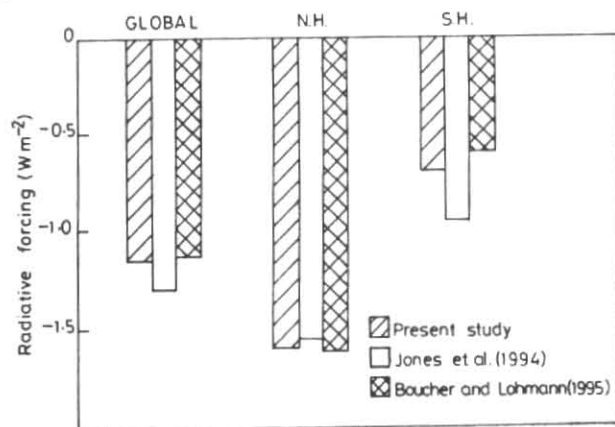 GLOBAL N.H. S.H.
0
-0·5
-1·0
-1·5
Radiative forcing (Wm⁻²)
Present study
Jones et al. (1994)
Boucher and Lohmann(1995)